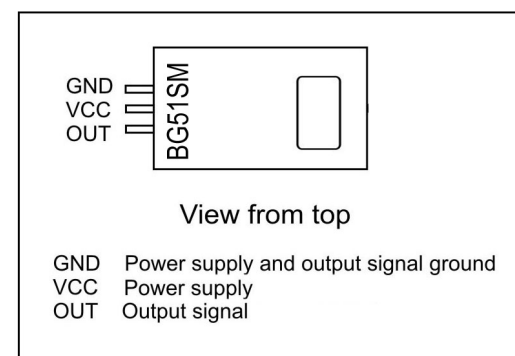 GND
VCC
OUT
BG51SM
View from top
GND Power supply and output signal ground
VCC Power supply
OUT Output signal